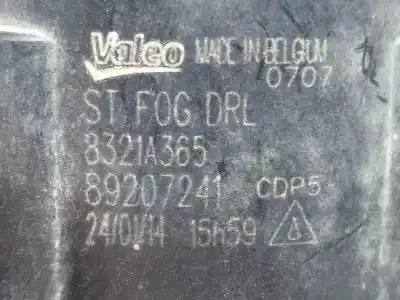 Valeo MADE IN BELGIUM
0707
ST FOG DRL
8321A365
89207241 CDP5
24/01/14 15h59